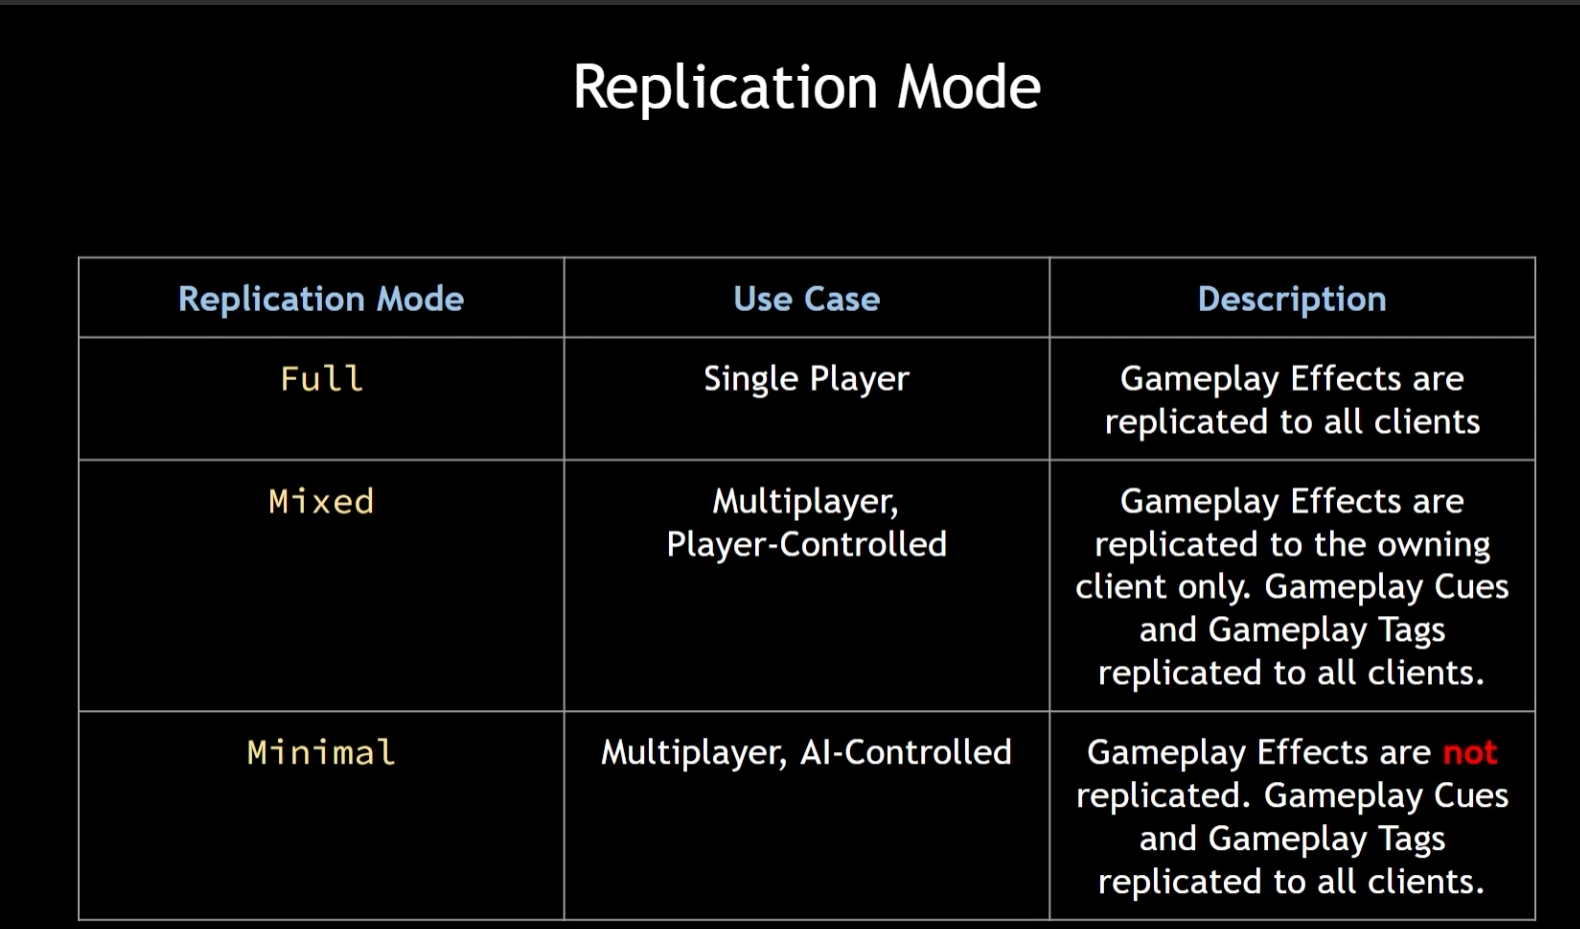 Replication Mode
Replication Mode
Use Case
Description
Full
Single Player
Gameplay Effects are
replicated to all clients
Mixed
Multiplayer,
Player-Controlled
Gameplay Effects are
replicated to the owning
client only. Gameplay Cues
and Gameplay Tags
replicated to all clients.
Minimal
Multiplayer, AI-Controlled
Gameplay Effects are not
replicated. Gameplay Cues
and Gameplay Tags
replicated to all clients.